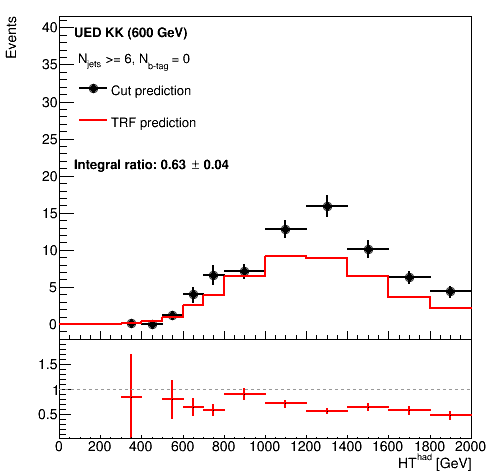 Events
UED KK (600 GeV)
N_jets >= 6, N_b-tag = 0
Cut prediction
TRF prediction
Integral ratio: 0.63 ± 0.04
40
35
30
25
20
15
10
5
0
1.5
1
0.5
0 200 400 600 800 1000 1200 1400 1600 1800 2000
HT^had [GeV]